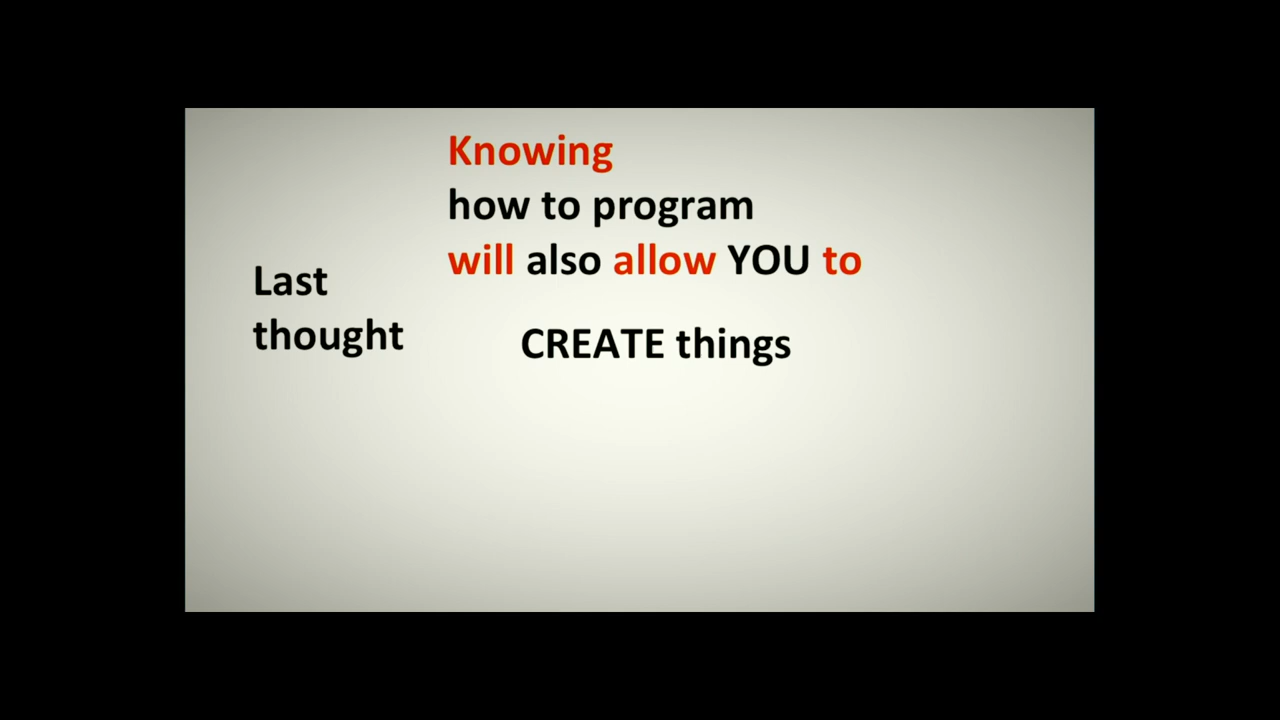 Last
thought
Knowing
how to program
will also allow YOU to
CREATE things